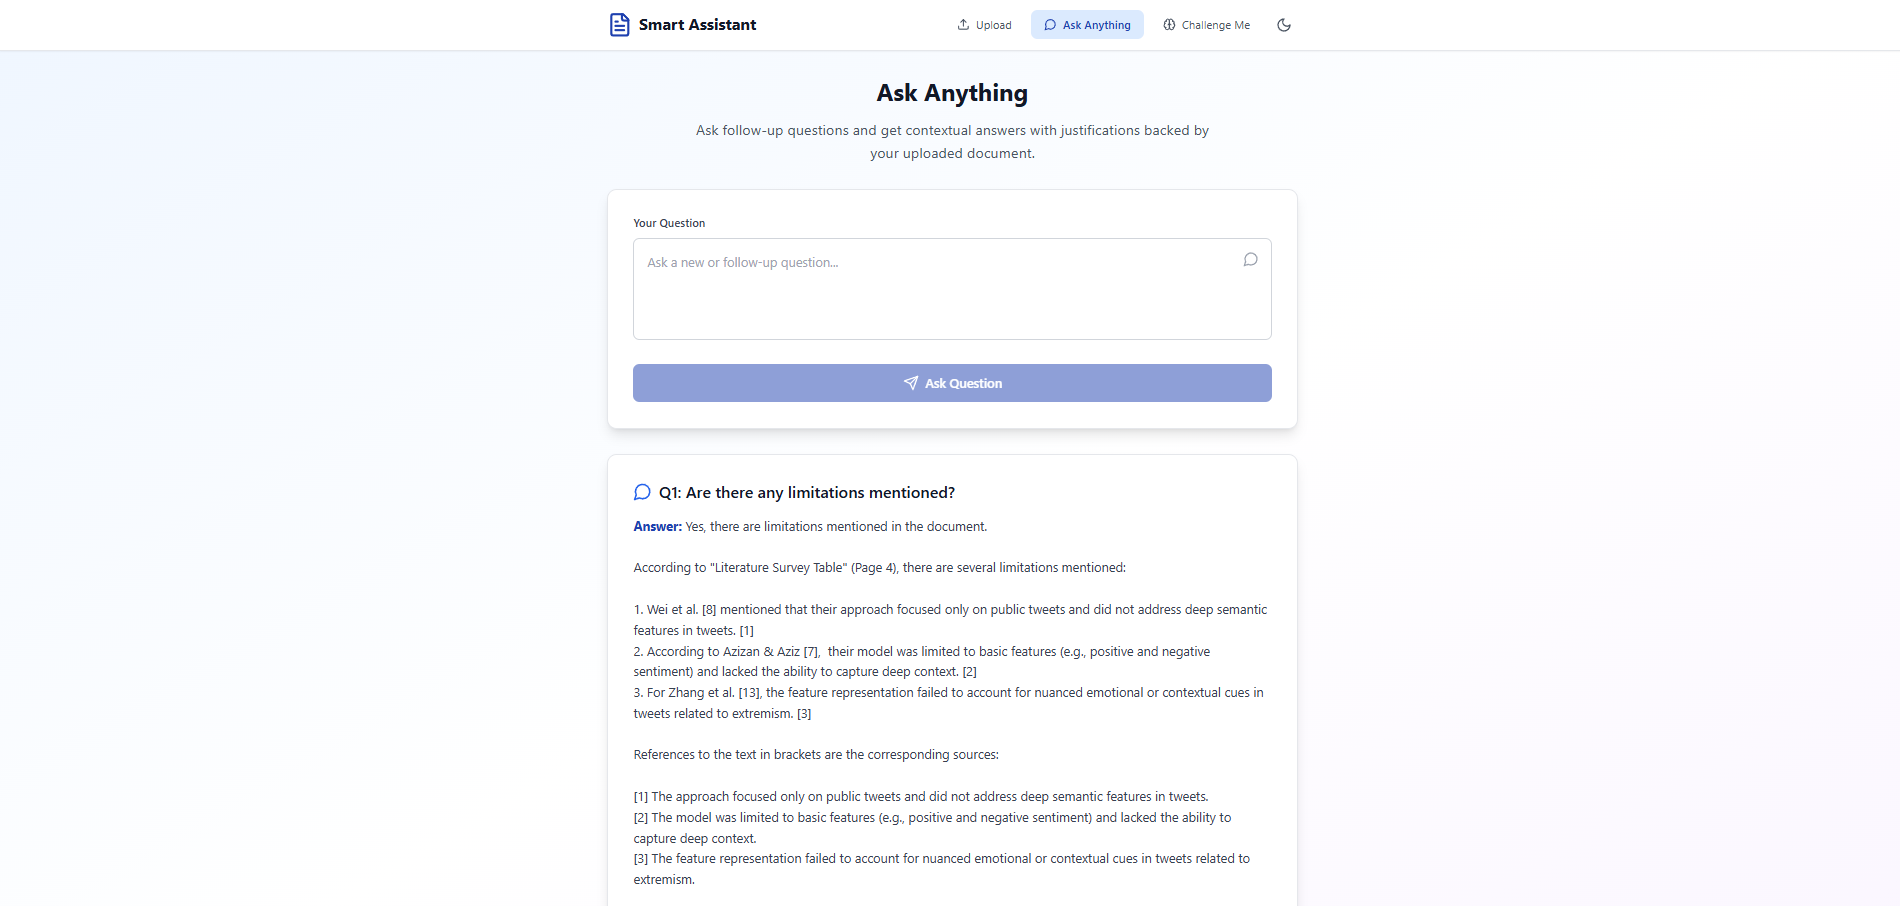 Smart Assistant
Upload
Ask Anything
Challenge Me
Ask Anything
Ask follow-up questions and get contextual answers with justifications backed by
your uploaded document.
Your Question
Ask a new or follow-up question...
Ask Question
Q1: Are there any limitations mentioned?
Answer: Yes, there are limitations mentioned in the document.
According to "Literature Survey Table" (Page 4), there are several limitations mentioned:
1. Wei et al. [8] mentioned that their approach focused only on public tweets and did not address deep semantic
features in tweets. [1]
2. According to Azizan & Aziz [7],  their model was limited to basic features (e.g., positive and negative
sentiment) and lacked the ability to capture deep context. [2]
3. For Zhang et al. [13], the feature representation failed to account for nuanced emotional or contextual cues in
tweets related to extremism. [3]
References to the text in brackets are the corresponding sources:
[1] The approach focused only on public tweets and did not address deep semantic features in tweets.
[2] The model was limited to basic features (e.g., positive and negative sentiment) and lacked the ability to
capture deep context.
[3] The feature representation failed to account for nuanced emotional or contextual cues in tweets related to
extremism.